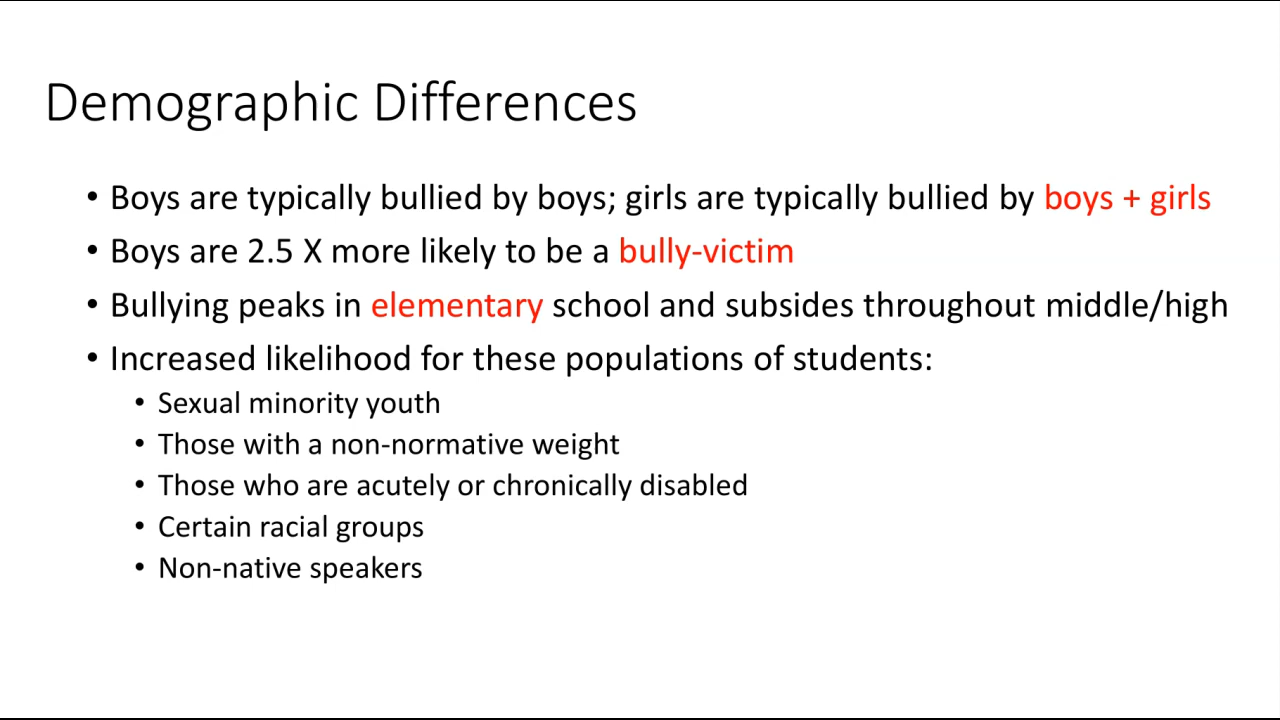 Demographic Differences
• Boys are typically bullied by boys; girls are typically bullied by boys + girls
• Boys are 2.5 X more likely to be a bully-victim
• Bullying peaks in elementary school and subsides throughout middle/high
• Increased likelihood for these populations of students:
• Sexual minority youth
• Those with a non-normative weight
• Those who are acutely or chronically disabled
• Certain racial groups
• Non-native speakers